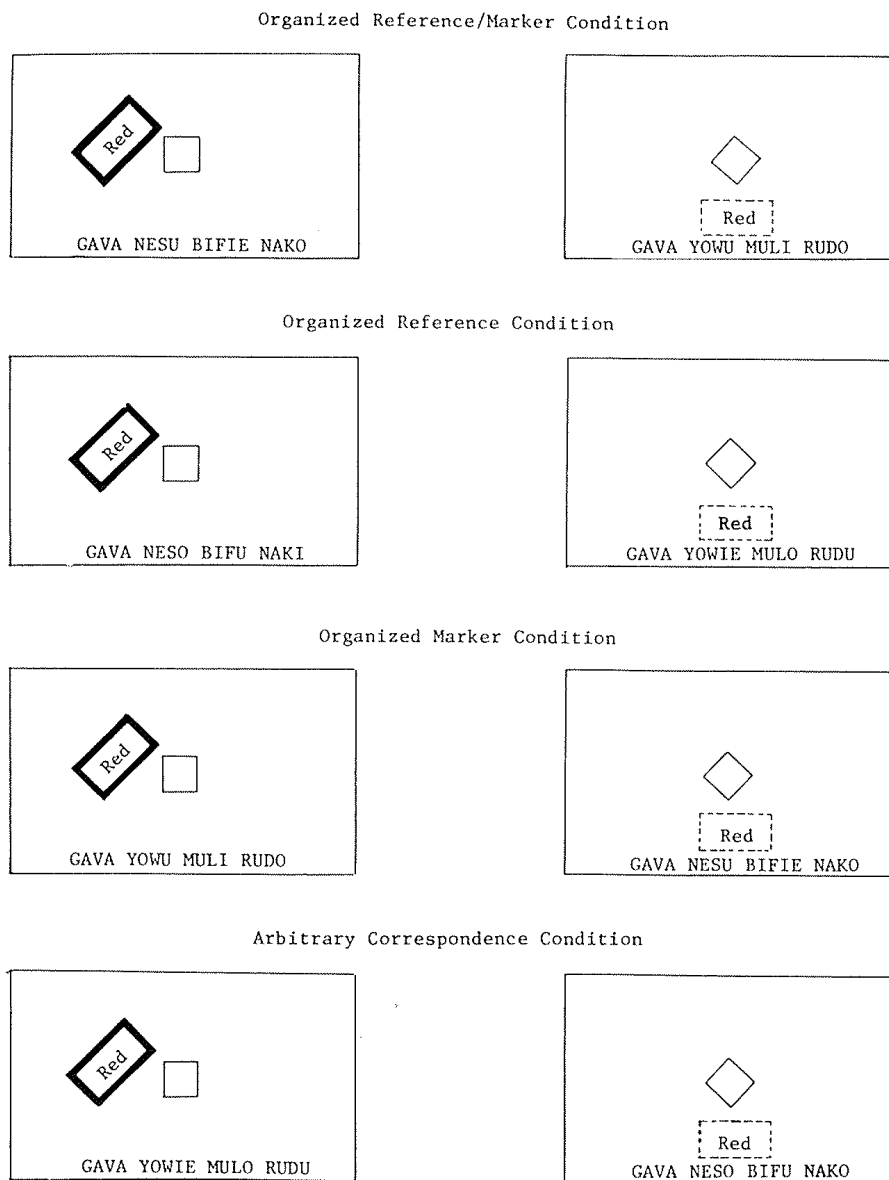 Organized Reference/Marker Condition
Red
Red
GAVA NESU BIFIE NAKO
GAVA YOWU MULI RUDO
Organized Reference Condition
Red
Red
GAVA NESO BIFU NAKI
GAVA YOWIE MULO RUDU
Organized Marker Condition
Red
Red
GAVA YOWU MULI RUDO
GAVA NESU BIFIE NAKO
Arbitrary Correspondence Condition
Red
Red
GAVA YOWIE MULO RUDU
GAVA NESO BIFU NAKO